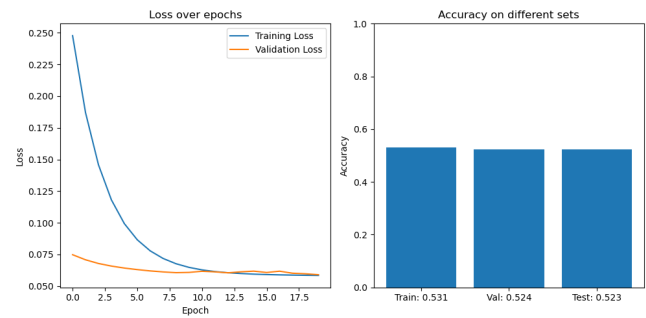 Loss over epochs
Training Loss
Validation Loss
Loss
0.250
0.225
0.200
0.175
0.150
0.125
0.100
0.075
0.050
0.0 2.5 5.0 7.5 10.0 12.5 15.0 17.5
Epoch
Accuracy on different sets
Accuracy
1.0
0.8
0.6
0.4
0.2
0.0
Train: 0.531 Val: 0.524 Test: 0.523